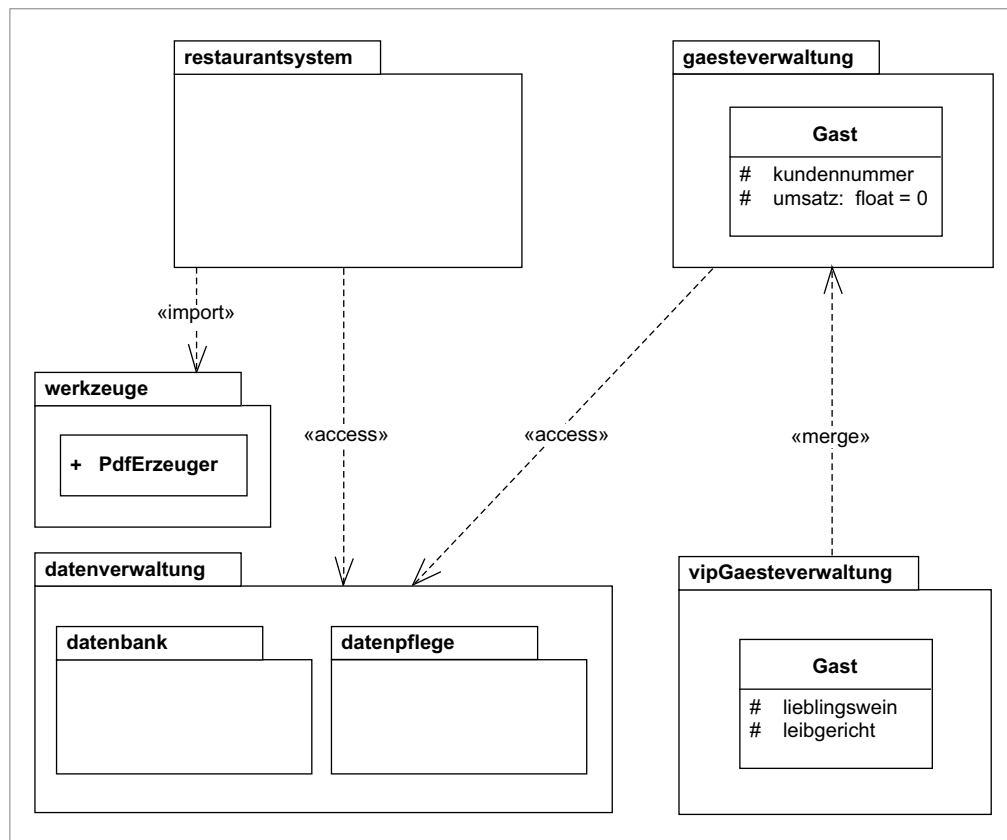 restaurantsystem
gaesteverwaltung
Gast
# kundennummer
# umsatz: float = 0
«import»
werkzeuge
+ PdfErzeuger
«access»
«access»
«merge»
datenverwaltung
vipGaesteverwaltung
datenbank
datenpflege
Gast
# lieblingswein
# leibgericht